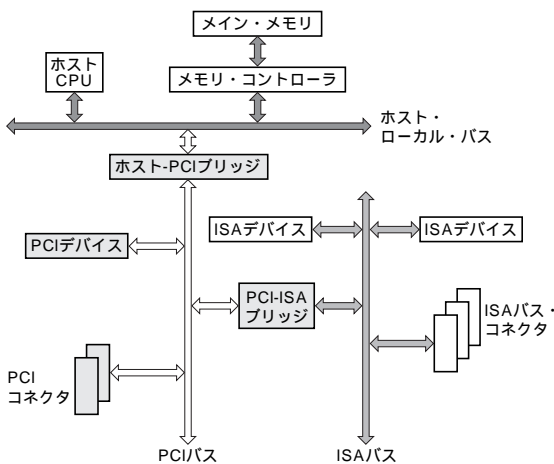 メイン・メモリ
ホスト
CPU
メモリ・コントローラ
ホスト・
ローカル・バス
ホスト-PCIブリッジ
PCIデバイス
ISAデバイス
ISAデバイス
PCI-ISA
ブリッジ
ISAバス・
コネクタ
PCI
コネクタ
PCIバス
ISAバス